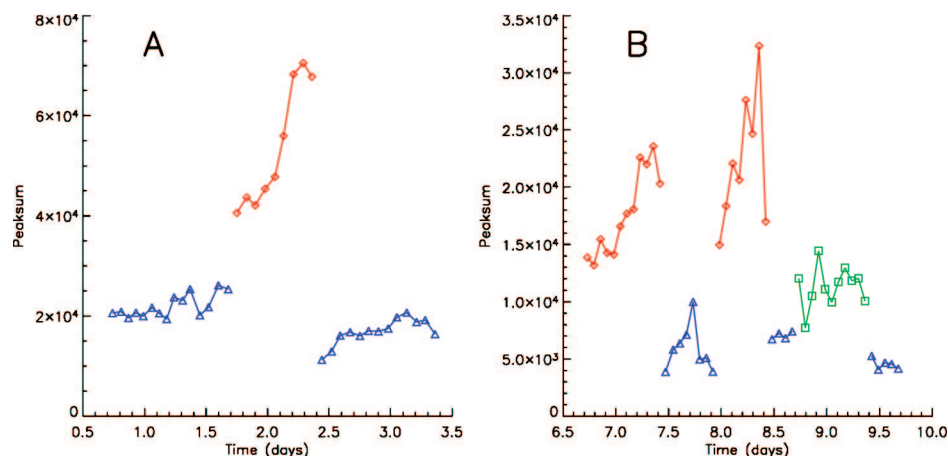 A
Peaksum
8×10⁴
6×10⁴
4×10⁴
2×10⁴
0
0.5 1.0 1.5 2.0 2.5 3.0 3.5
Time (days)
B
Peaksum
3.5×10⁴
3.0×10⁴
2.5×10⁴
2.0×10⁴
1.5×10⁴
1.0×10⁴
5.0×10³
0
6.5 7.0 7.5 8.0 8.5 9.0 9.5 10.0
Time (days)